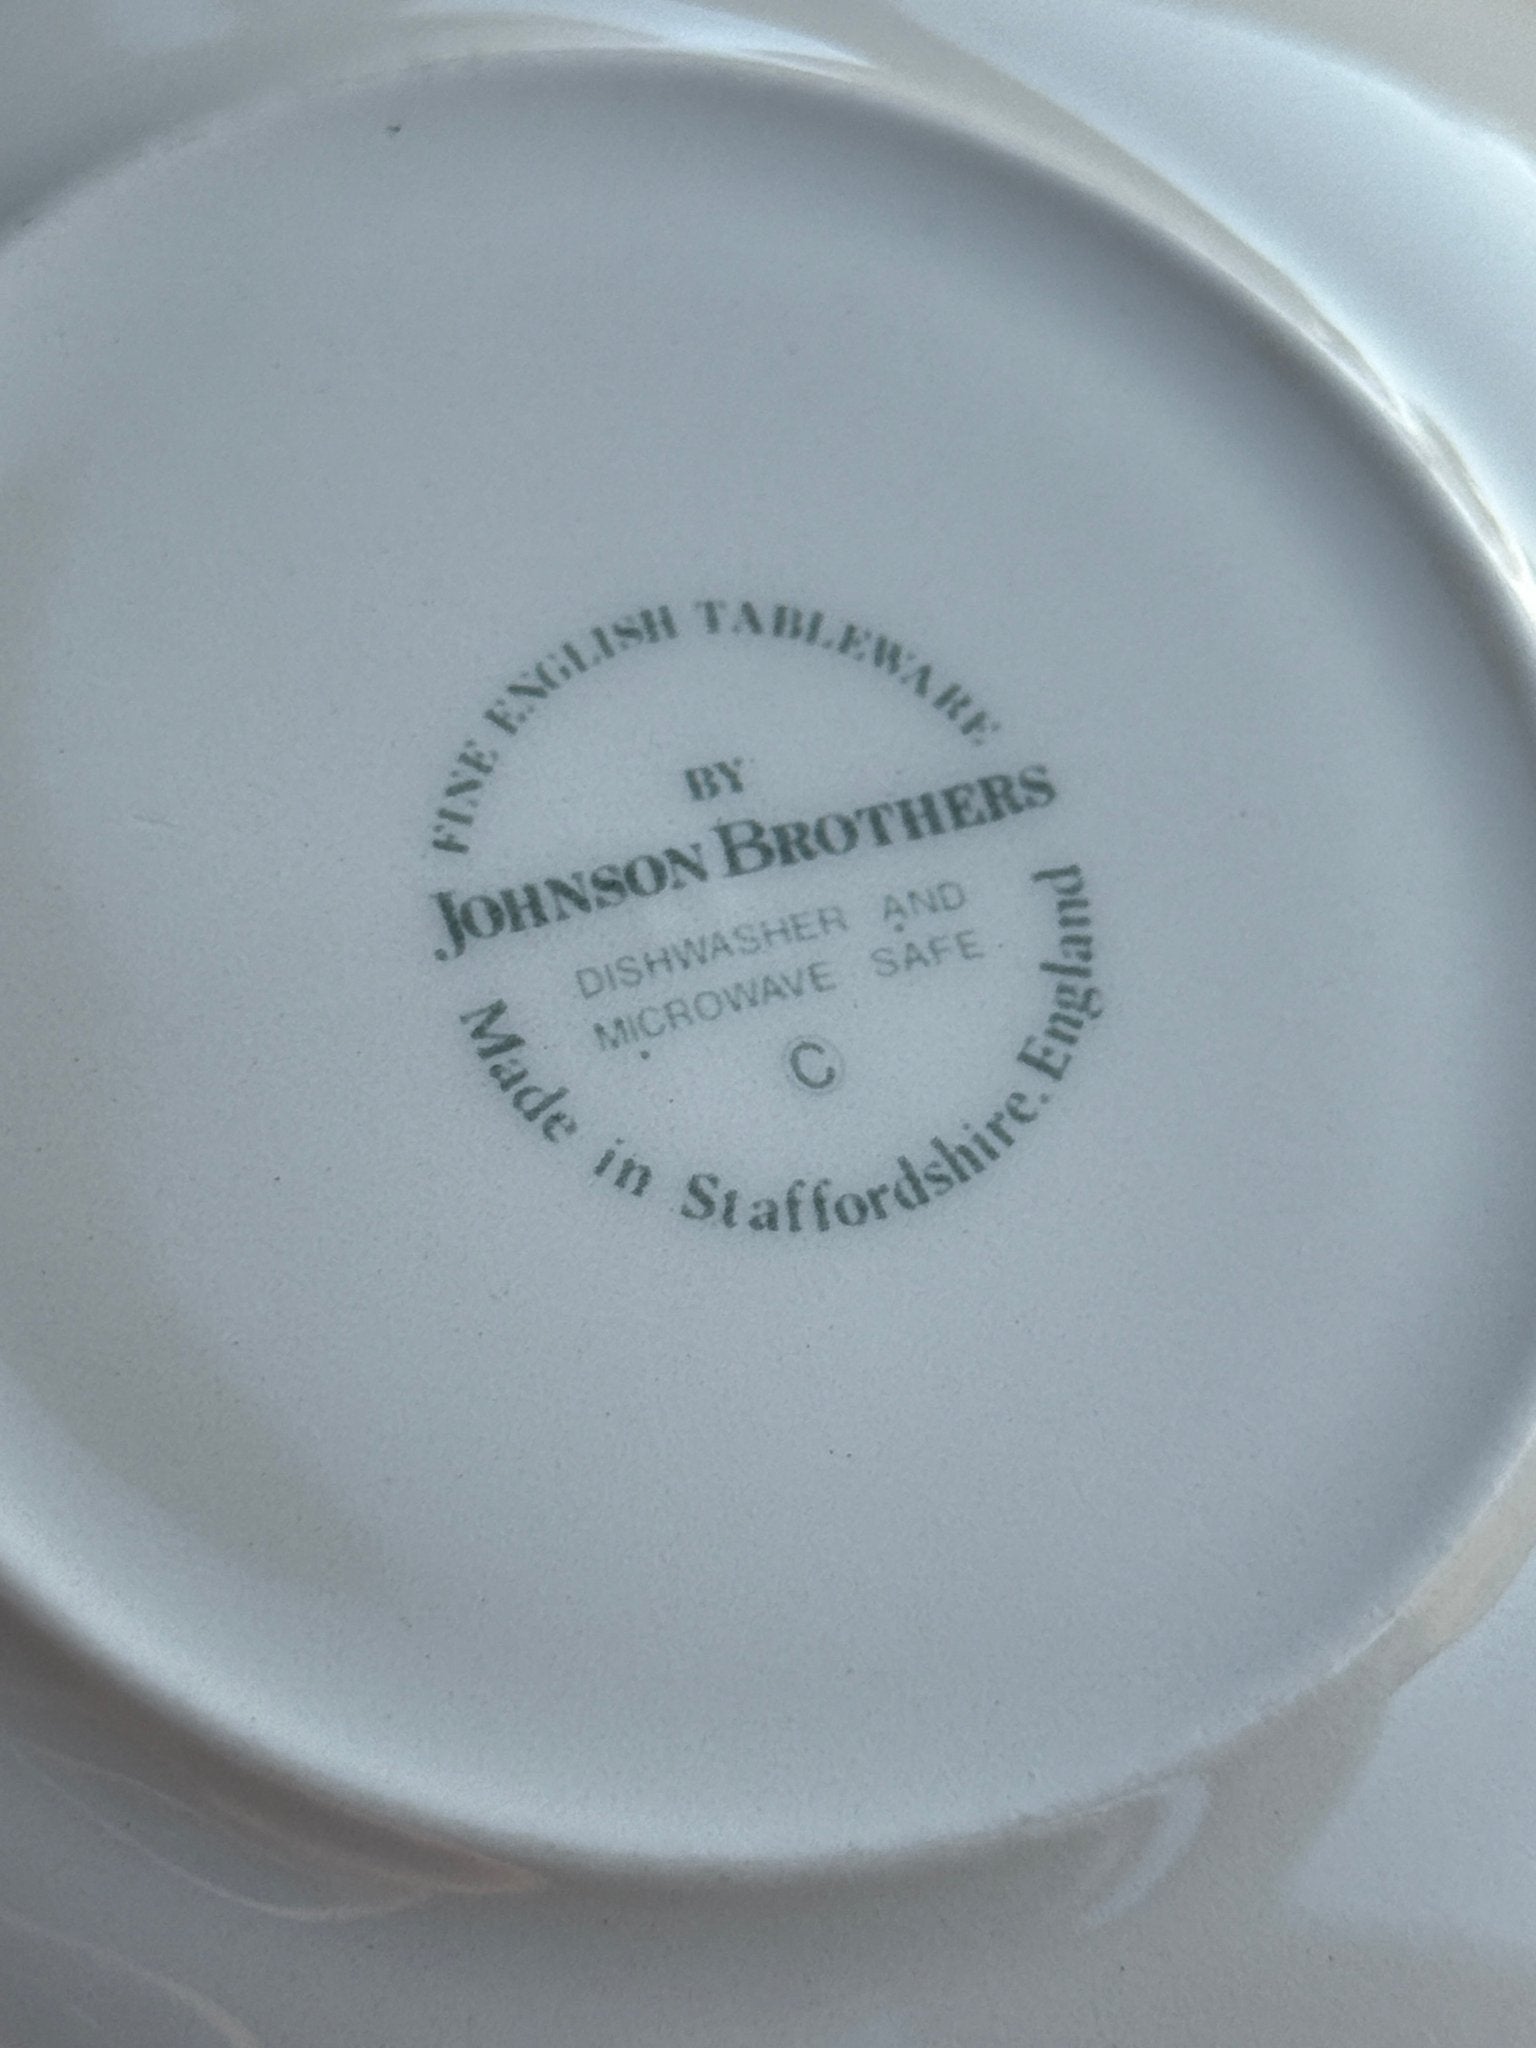 FINE ENGLISH TABLEWARE
BY
JOHNSON BROTHERS
DISHWASHER AND
MICROWAVE SAFE
©
Made in Staffordshire. England